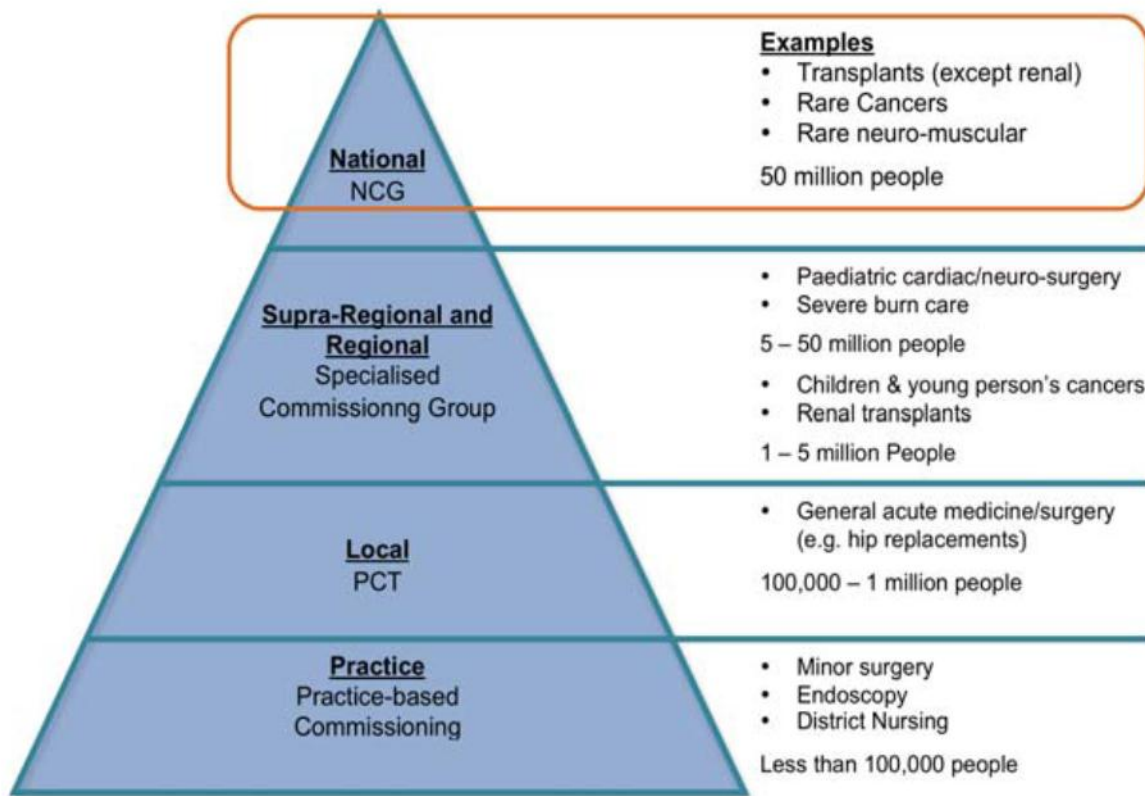 National
NCG
Examples
• Transplants (except renal)
• Rare Cancers
• Rare neuro-muscular
50 million people
Supra-Regional and
Regional
Specialised
Commissionng Group
• Paediatric cardiac/neuro-surgery
• Severe burn care
5 – 50 million people
• Children & young person's cancers
• Renal transplants
1 – 5 million People
Local
PCT
• General acute medicine/surgery
(e.g. hip replacements)
100,000 – 1 million people
Practice
Practice-based
Commissioning
• Minor surgery
• Endoscopy
• District Nursing
Less than 100,000 people